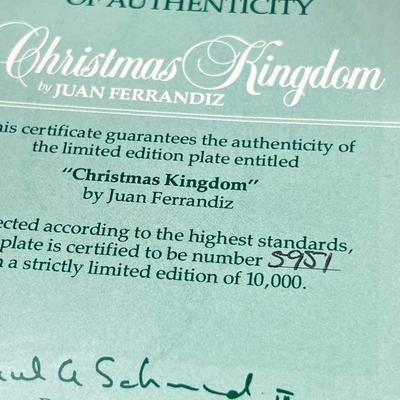 OF AUTHENTICITY
Christmas Kingdom
by JUAN FERRANDIZ
certificate guarantees the authenticity of
the limited edition plate entitled
"Christmas Kingdom"
by Juan Ferrandiz
according to the highest standards,
plate is certified to be number 5951
a strictly limited edition of 10,000.